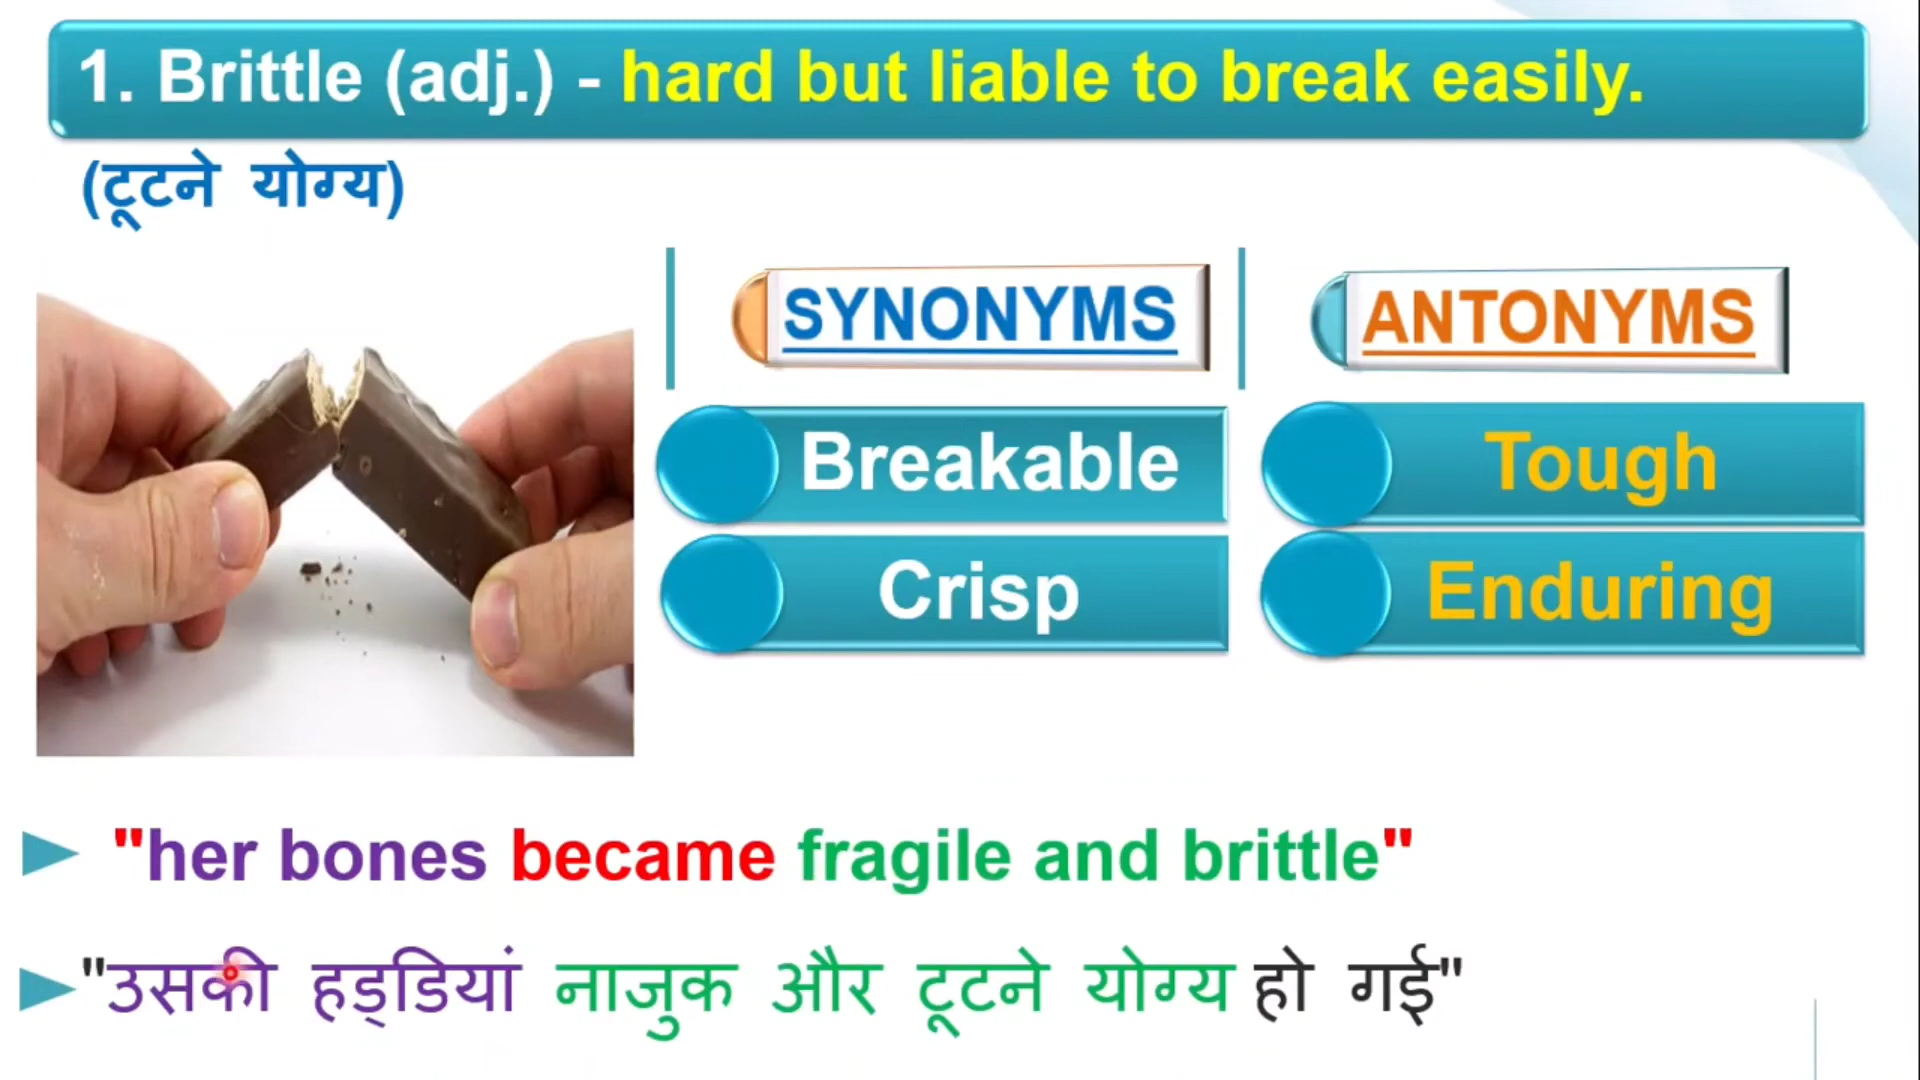 1. Brittle (adj.) - hard but liable to break easily.
(टूटने योग्य)
SYNONYMS
ANTONYMS
Breakable
Tough
Crisp
Enduring
"her bones became fragile and brittle"
"उसकी हड्डियां नाजुक और टूटने योग्य हो गई"